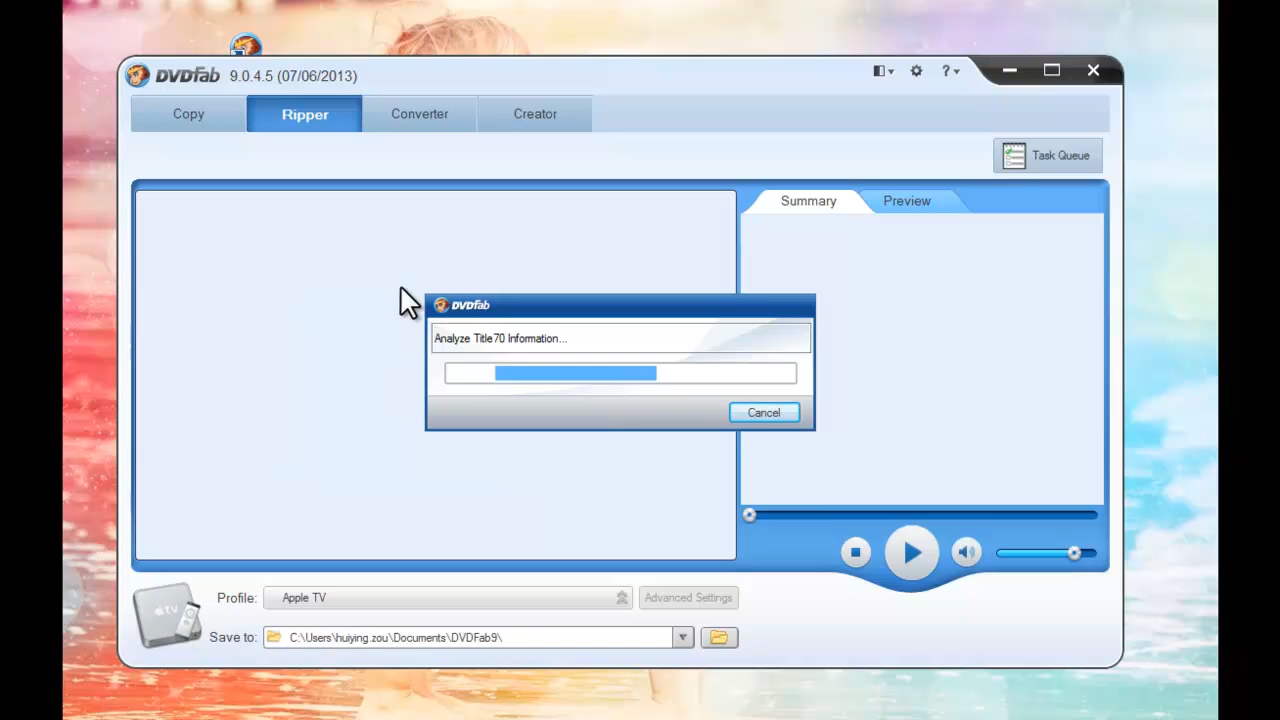 DVDFab 9.0.4.5 (07/06/2013)
?
Copy Ripper Converter Creator
Task Queue
Summary Preview
DVDFab
Analyze Title70 Information...
Cancel
Profile: Apple TV Advanced Settings
tv
Save to: C:\Users\huiying.zou\Documents\DVDFab9\